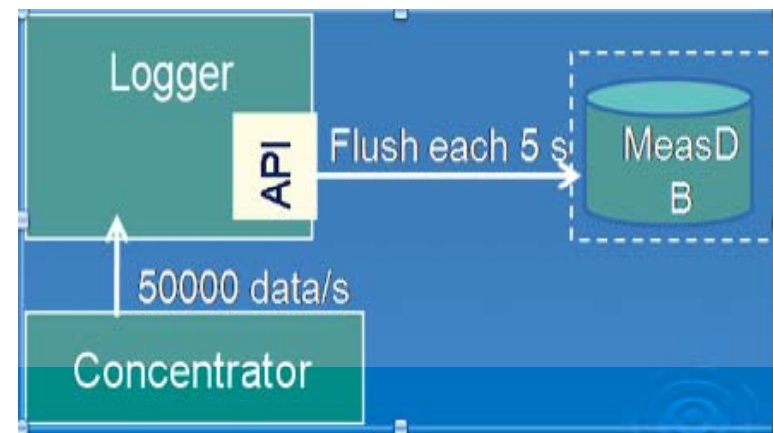 Logger
API
Flush each 5 s
MeasD
B
50000 data/s
Concentrator